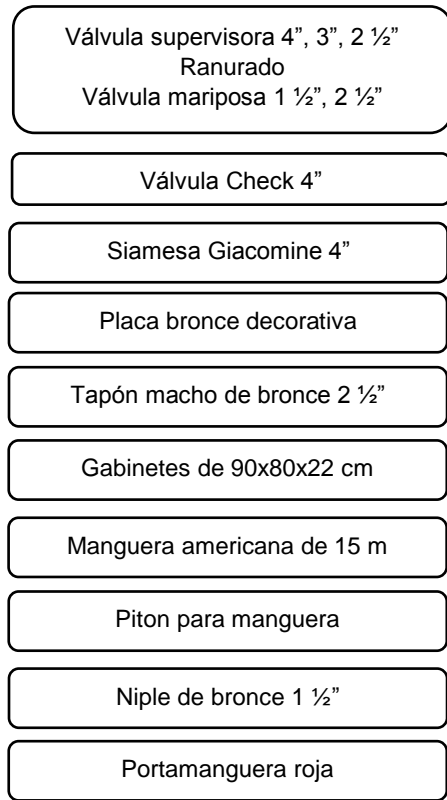 Válvula supervisora 4”, 3”, 2 ½”
Ranurado
Válvula mariposa 1 ½”, 2 ½”
Válvula Check 4”
Siamesa Giacomine 4”
Placa bronce decorativa
Tapón macho de bronce 2 ½”
Gabinetes de 90x80x22 cm
Manguera americana de 15 m
Piton para manguera
Niple de bronce 1 ½”
Portamanguera roja